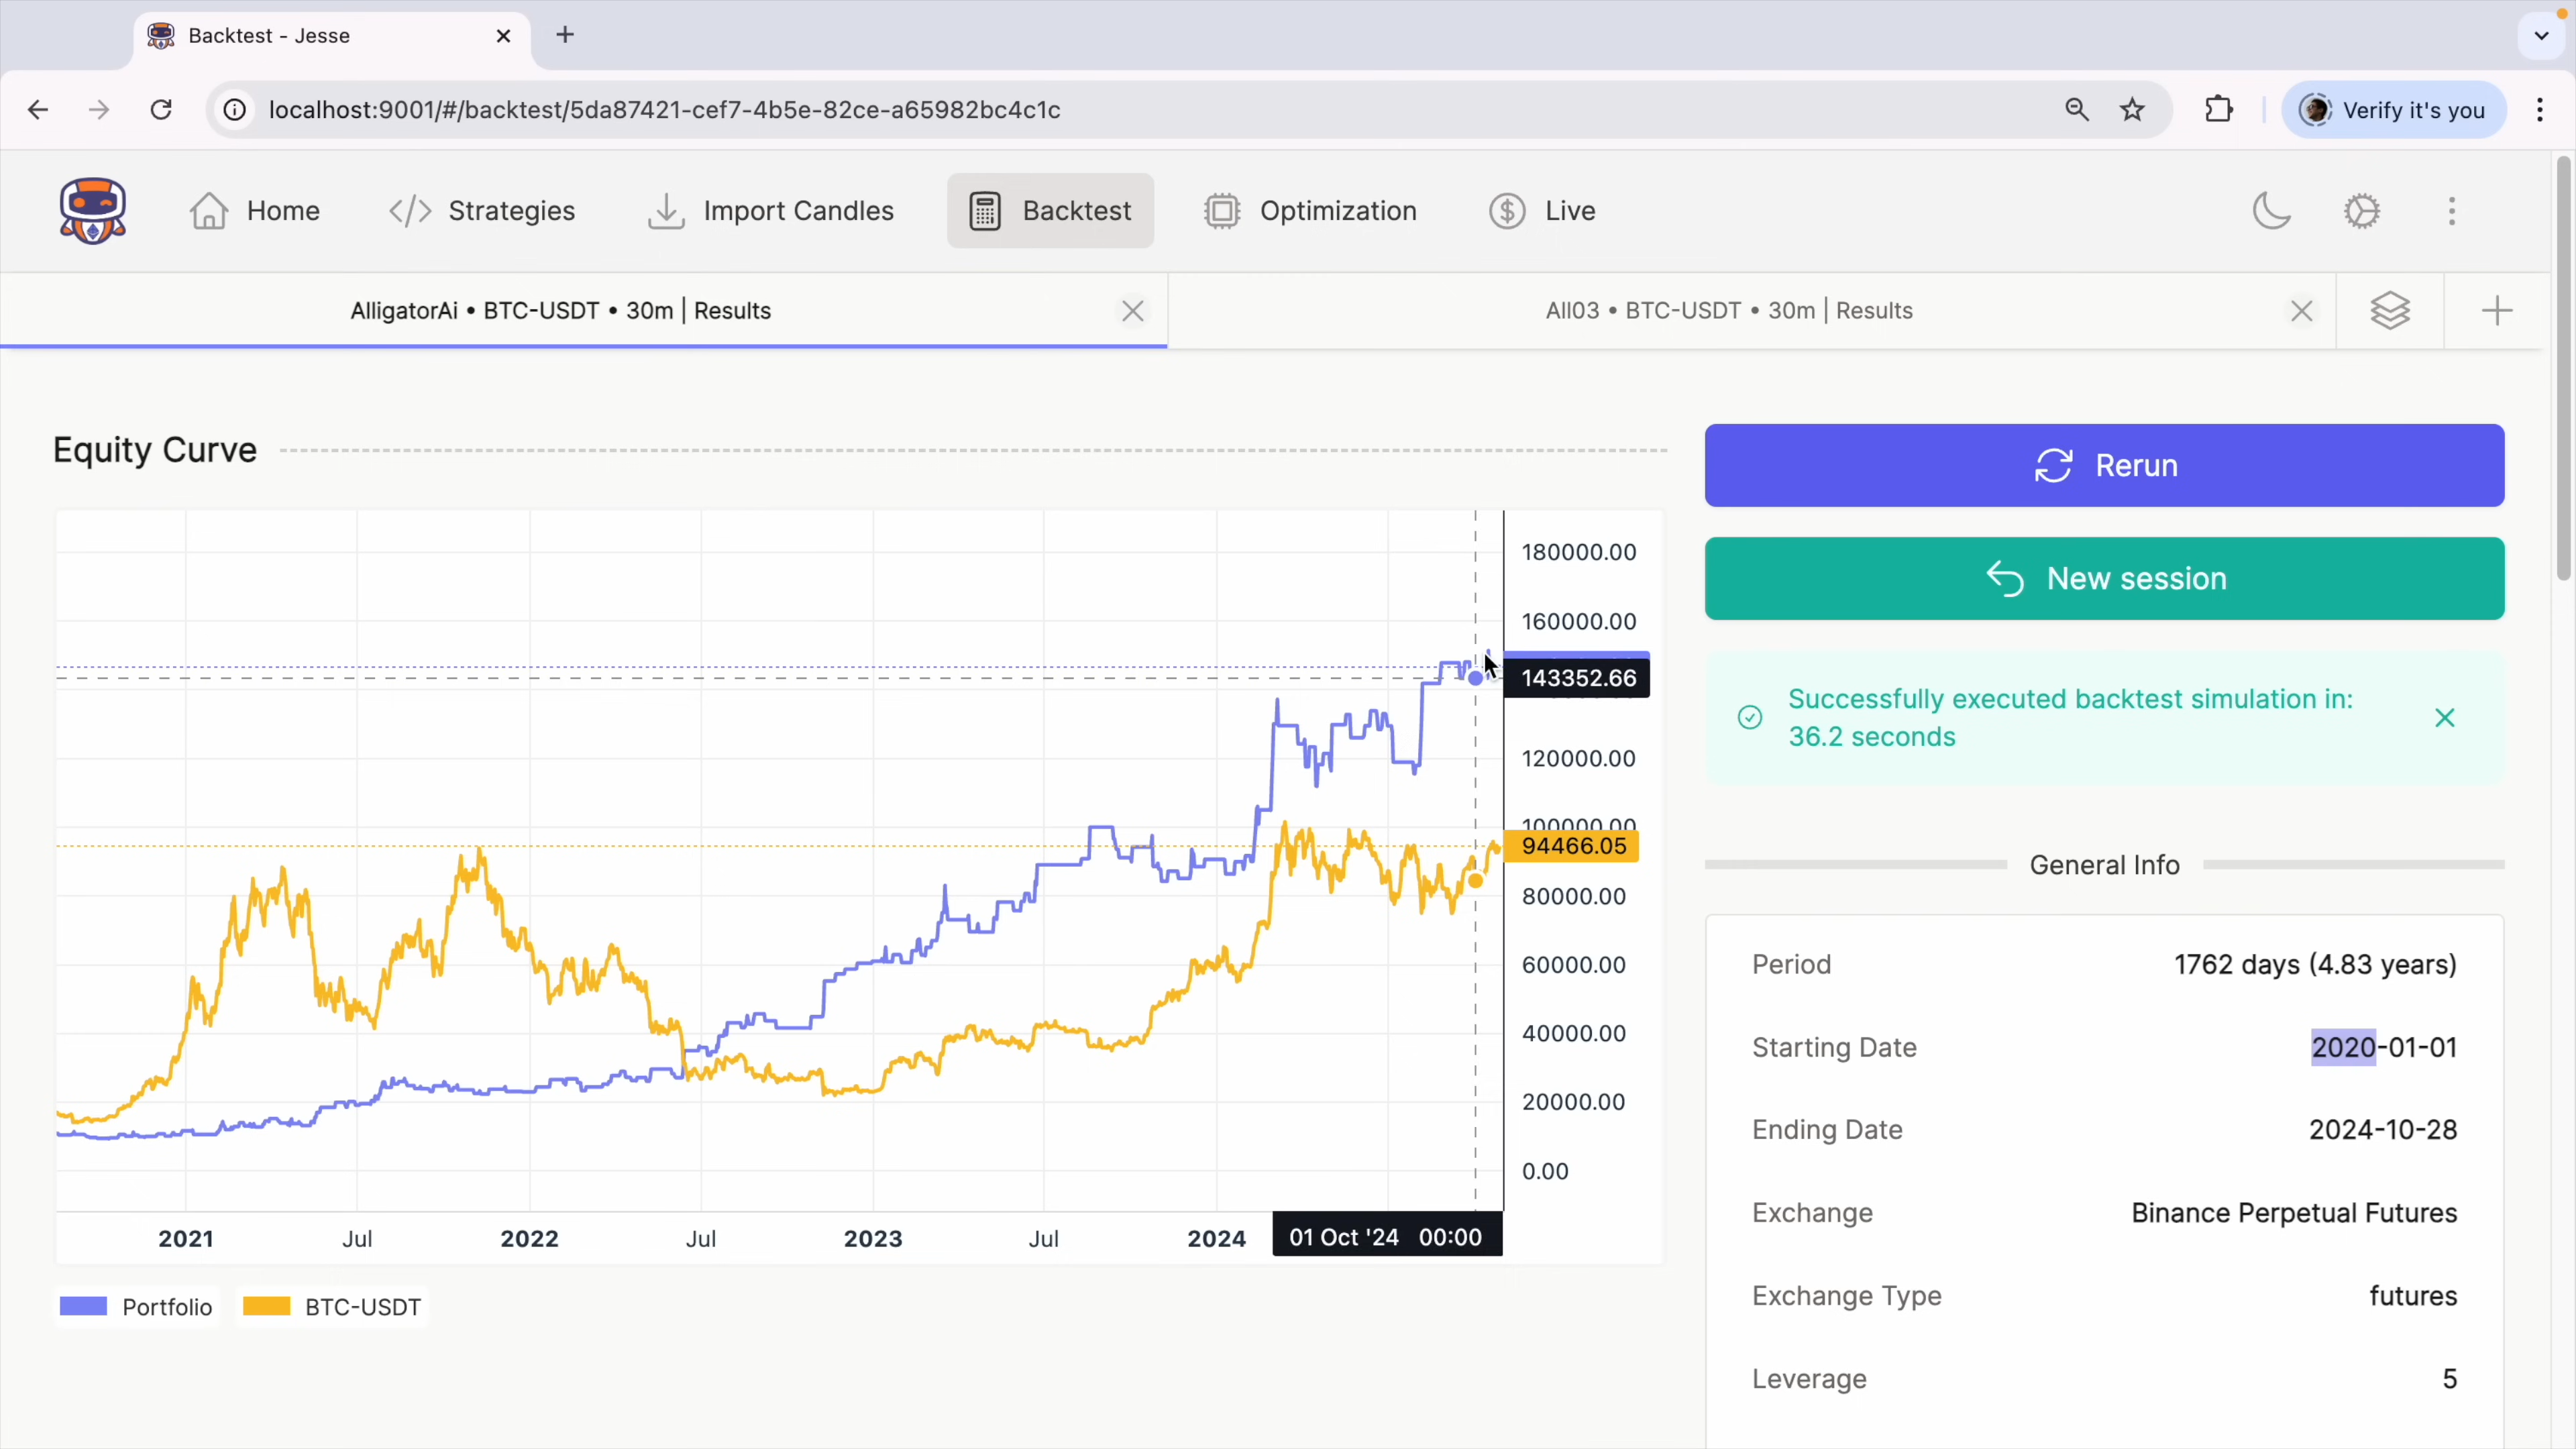 Backtest - Jesse
localhost:9001/#/backtest/5da87421-cef7-4b5e-82ce-a65982bc4c1c
Verify it's you
Home
Strategies
Import Candles
Backtest
Optimization
Live
AlligatorAi • BTC-USDT • 30m | Results
All03 • BTC-USDT • 30m | Results
Equity Curve
Rerun
New session
Successfully executed backtest simulation in:
36.2 seconds
180000.00
160000.00
143352.66
120000.00
100000.00
94466.05
80000.00
60000.00
40000.00
20000.00
0.00
2021
Jul
2022
Jul
2023
Jul
2024
01 Oct '24 00:00
Portfolio
BTC-USDT
General Info
Period 1762 days (4.83 years)
Starting Date 2020-01-01
Ending Date 2024-10-28
Exchange Binance Perpetual Futures
Exchange Type futures
Leverage 5